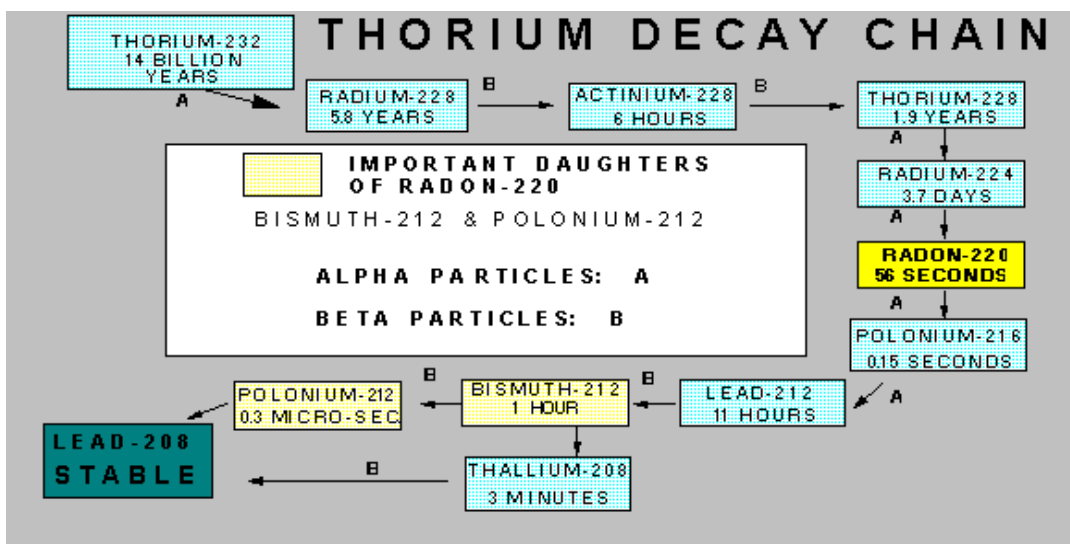 THORIUM DECAY CHAIN
THORIUM-232
14 BILLION
YEARS
A
RADIUM-228
5.8 YEARS
B
ACTINIUM-228
6 HOURS
B
THORIUM-228
1.9 YEARS
A
RADIUM-224
3.7 DAYS
A
RADON-220
56 SECONDS
A
POLONIUM-216
0.15 SECONDS
A
IMPORTANT DAUGHTERS
OF RADON-220
BISMUTH-212 & POLONIUM-212
ALPHA PARTICLES: A
BETA PARTICLES: B
LEAD-212
11 HOURS
B
BISMUTH-212
1 HOUR
B
POLONIUM-212
0.3 MICRO-SEC.
THALLIUM-208
3 MINUTES
B
LEAD-208
STABLE